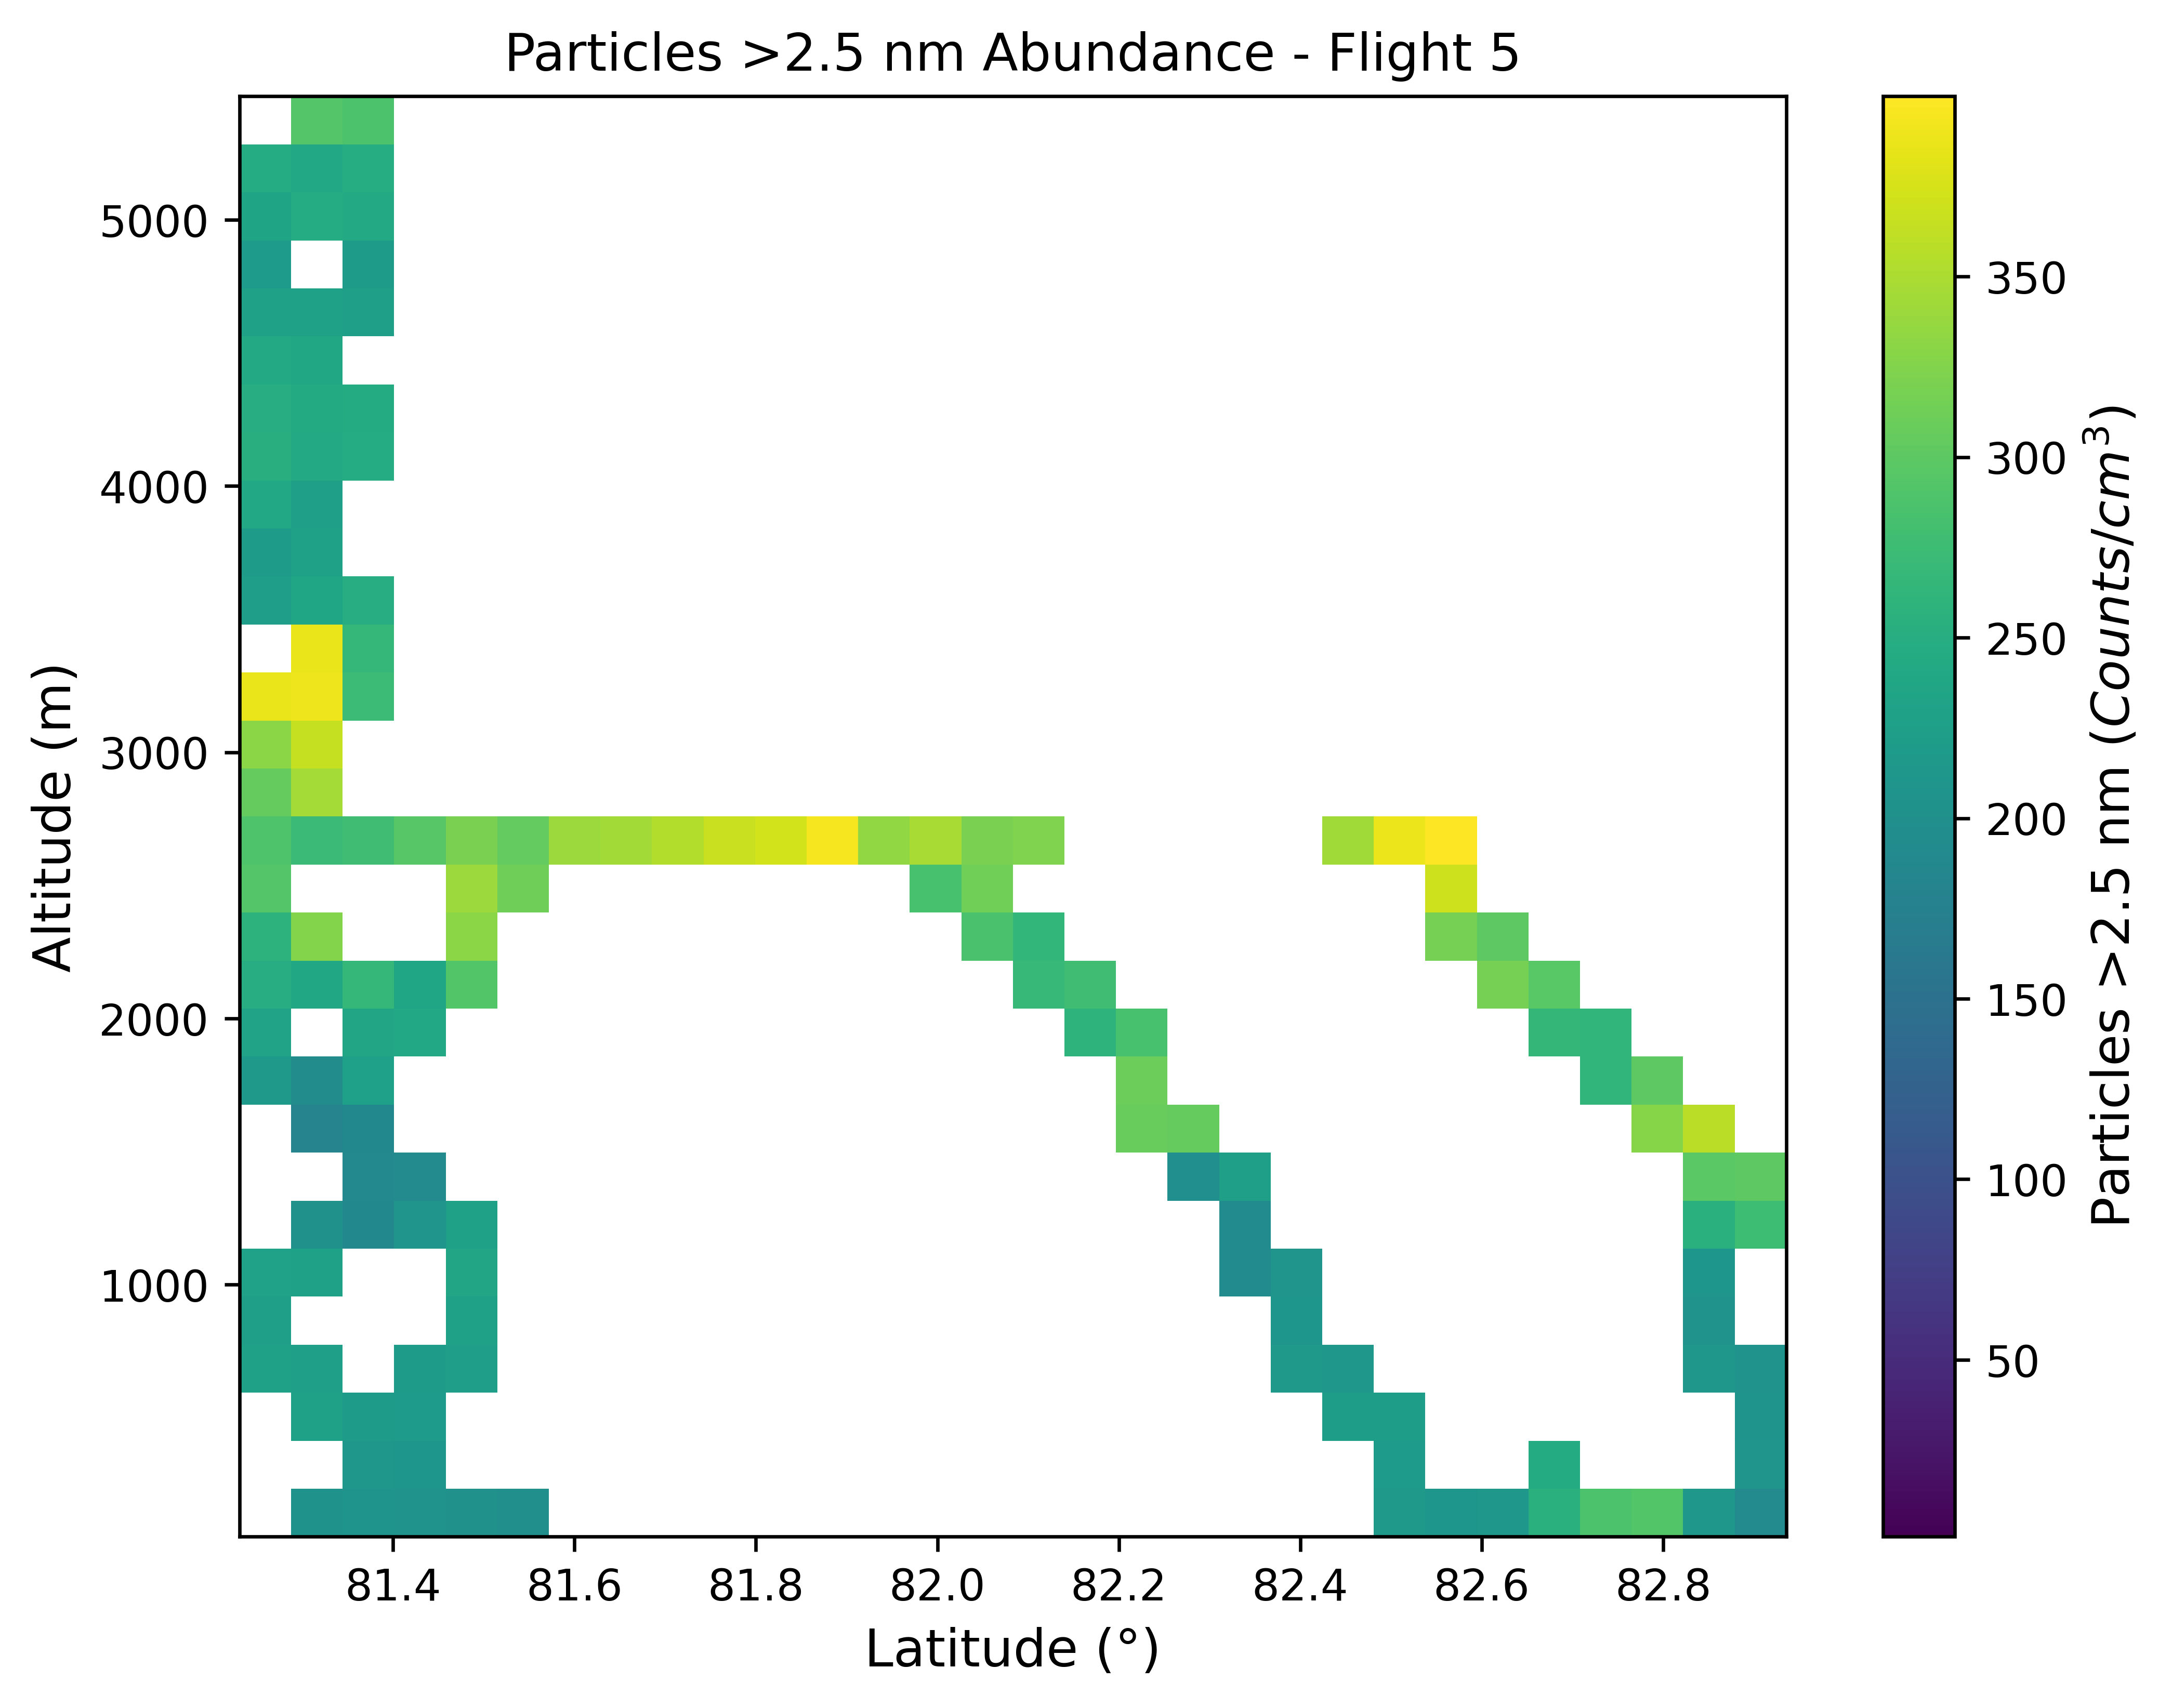 Particles >2.5 nm Abundance - Flight 5
Altitude (m)
5000
4000
3000
2000
1000
81.4 81.6 81.8 82.0 82.2 82.4 82.6 82.8
Latitude (°)
350
300
250
200
150
100
50
Particles >2.5 nm (Counts/cm³)